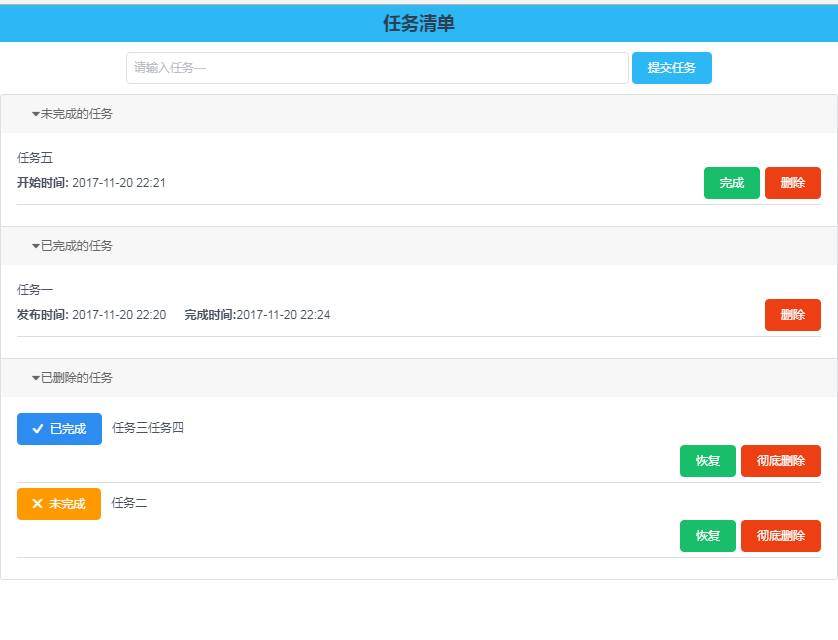 任务清单
请输入任务一
提交任务
未完成的任务
任务五
开始时间: 2017-11-20 22:21
完成 删除
已完成的任务
任务一
发布时间: 2017-11-20 22:20 完成时间:2017-11-20 22:24
删除
已删除的任务
已完成 任务三任务四
恢复 彻底删除
未完成 任务二
恢复 彻底删除